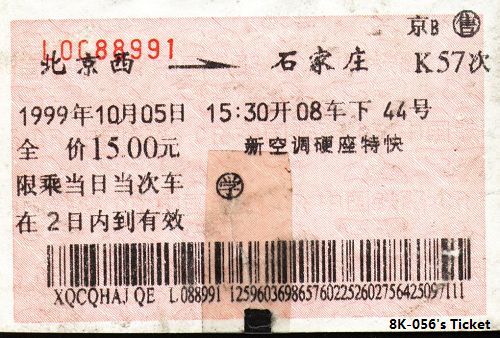 京B 售
L0C88991
北京西 → 石家庄 K57次
1999年10月05日 15:30开08车下 44号
全 价15.00元 新空调硬座特快
限乘当日当次车 学
在2日内到有效
XQCQHAJ QE L088991 1259603698657602252602756425097111
8K-056's Ticket